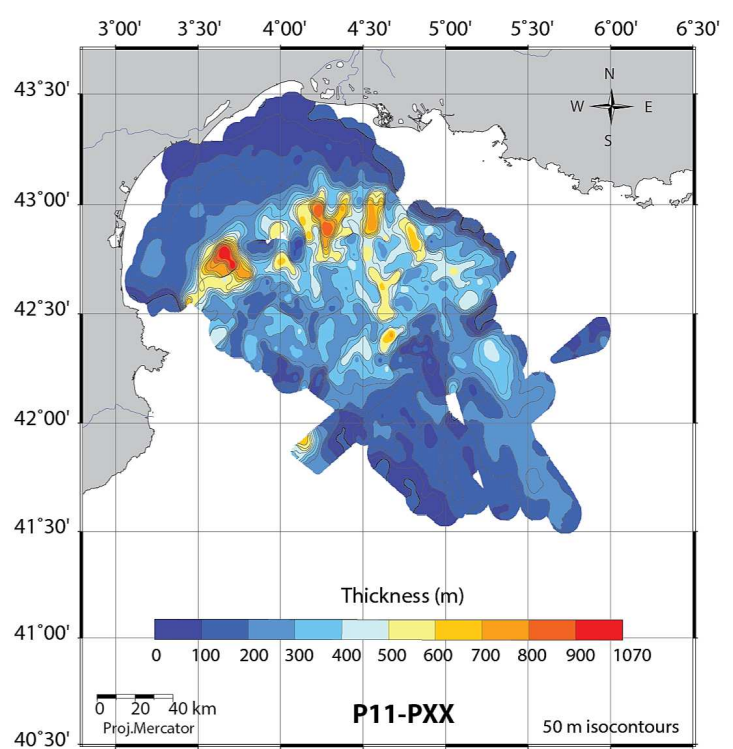 3˚00' 3˚30' 4˚00' 4˚30' 5˚00' 5˚30' 6˚00' 6˚30'
43˚30'
N
W E
S
43˚00'
42˚30'
42˚00'
41˚30'
Thickness (m)
41˚00'
0 100 200 300 400 500 600 700 800 900 1070
0 20 40 km
Proj.Mercator
P11-PXX
50 m isocontours
40˚30'